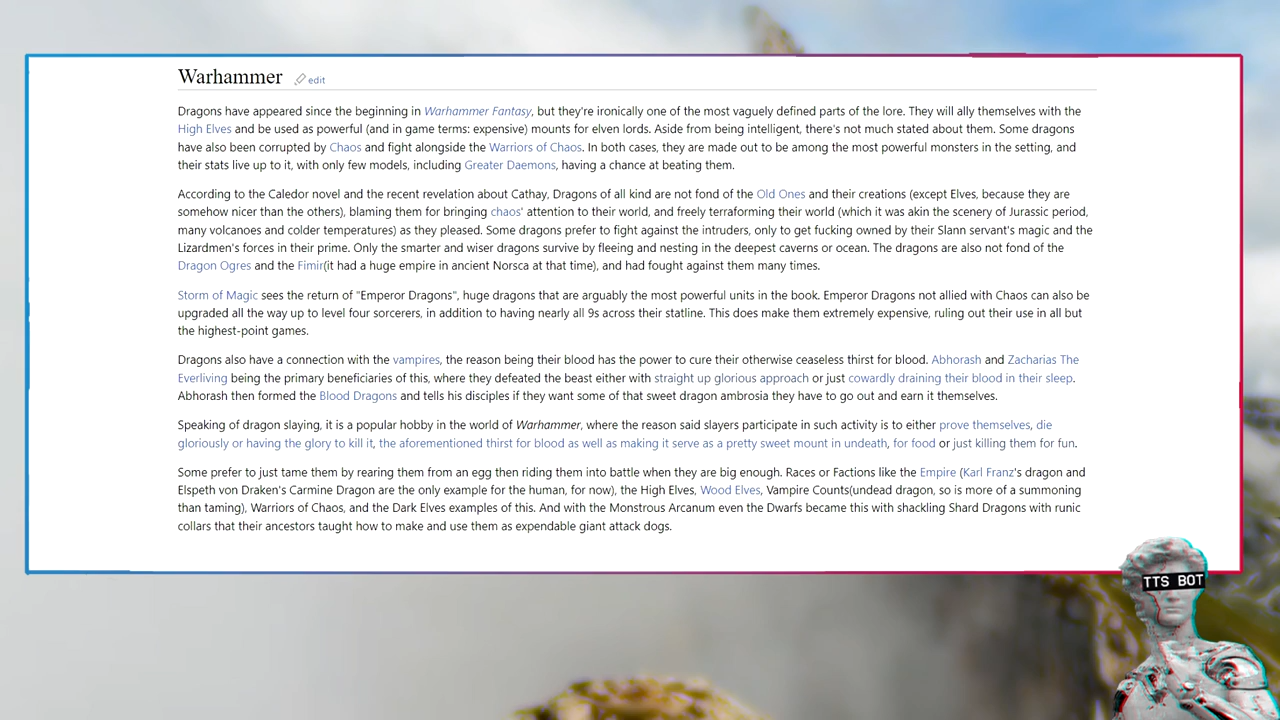 Warhammer edit
Dragons have appeared since the beginning in Warhammer Fantasy, but they're ironically one of the most vaguely defined parts of the lore. They will ally themselves with the
High Elves and be used as powerful (and in game terms: expensive) mounts for elven lords. Aside from being intelligent, there's not much stated about them. Some dragons
have also been corrupted by Chaos and fight alongside the Warriors of Chaos. In both cases, they are made out to be among the most powerful monsters in the setting, and
their stats live up to it, with only few models, including Greater Daemons, having a chance at beating them.
According to the Caledor novel and the recent revelation about Cathay, Dragons of all kind are not fond of the Old Ones and their creations (except Elves, because they are
somehow nicer than the others), blaming them for bringing chaos' attention to their world, and freely terraforming their world (which it was akin the scenery of Jurassic period,
many volcanoes and colder temperatures) as they pleased. Some dragons prefer to fight against the intruders, only to get fucking owned by their Slann servant's magic and the
Lizardmen's forces in their prime. Only the smarter and wiser dragons survive by fleeing and nesting in the deepest caverns or ocean. The dragons are also not fond of the
Dragon Ogres and the Fimir(it had a huge empire in ancient Norsca at that time), and had fought against them many times.
Storm of Magic sees the return of "Emperor Dragons", huge dragons that are arguably the most powerful units in the book. Emperor Dragons not allied with Chaos can also be
upgraded all the way up to level four sorcerers, in addition to having nearly all 9s across their statline. This does make them extremely expensive, ruling out their use in all but
the highest-point games.
Dragons also have a connection with the vampires, the reason being their blood has the power to cure their otherwise ceaseless thirst for blood. Abhorash and Zacharias The
Everliving being the primary beneficiaries of this, where they defeated the beast either with straight up glorious approach or just cowardly draining their blood in their sleep.
Abhorash then formed the Blood Dragons and tells his disciples if they want some of that sweet dragon ambrosia they have to go out and earn it themselves.
Speaking of dragon slaying, it is a popular hobby in the world of Warhammer, where the reason said slayers participate in such activity is to either prove themselves, die
gloriously or having the glory to kill it, the aforementioned thirst for blood as well as making it serve as a pretty sweet mount in undeath, for food or just killing them for fun.
Some prefer to just tame them by rearing them from an egg then riding them into battle when they are big enough. Races or Factions like the Empire (Karl Franz's dragon and
Elspeth von Draken's Carmine Dragon are the only example for the human, for now), the High Elves, Wood Elves, Vampire Counts(undead dragon, so is more of a summoning
than taming), Warriors of Chaos, and the Dark Elves examples of this. And with the Monstrous Arcanum even the Dwarfs became this with shackling Shard Dragons with runic
collars that their ancestors taught how to make and use them as expendable giant attack dogs.
TTS BOT